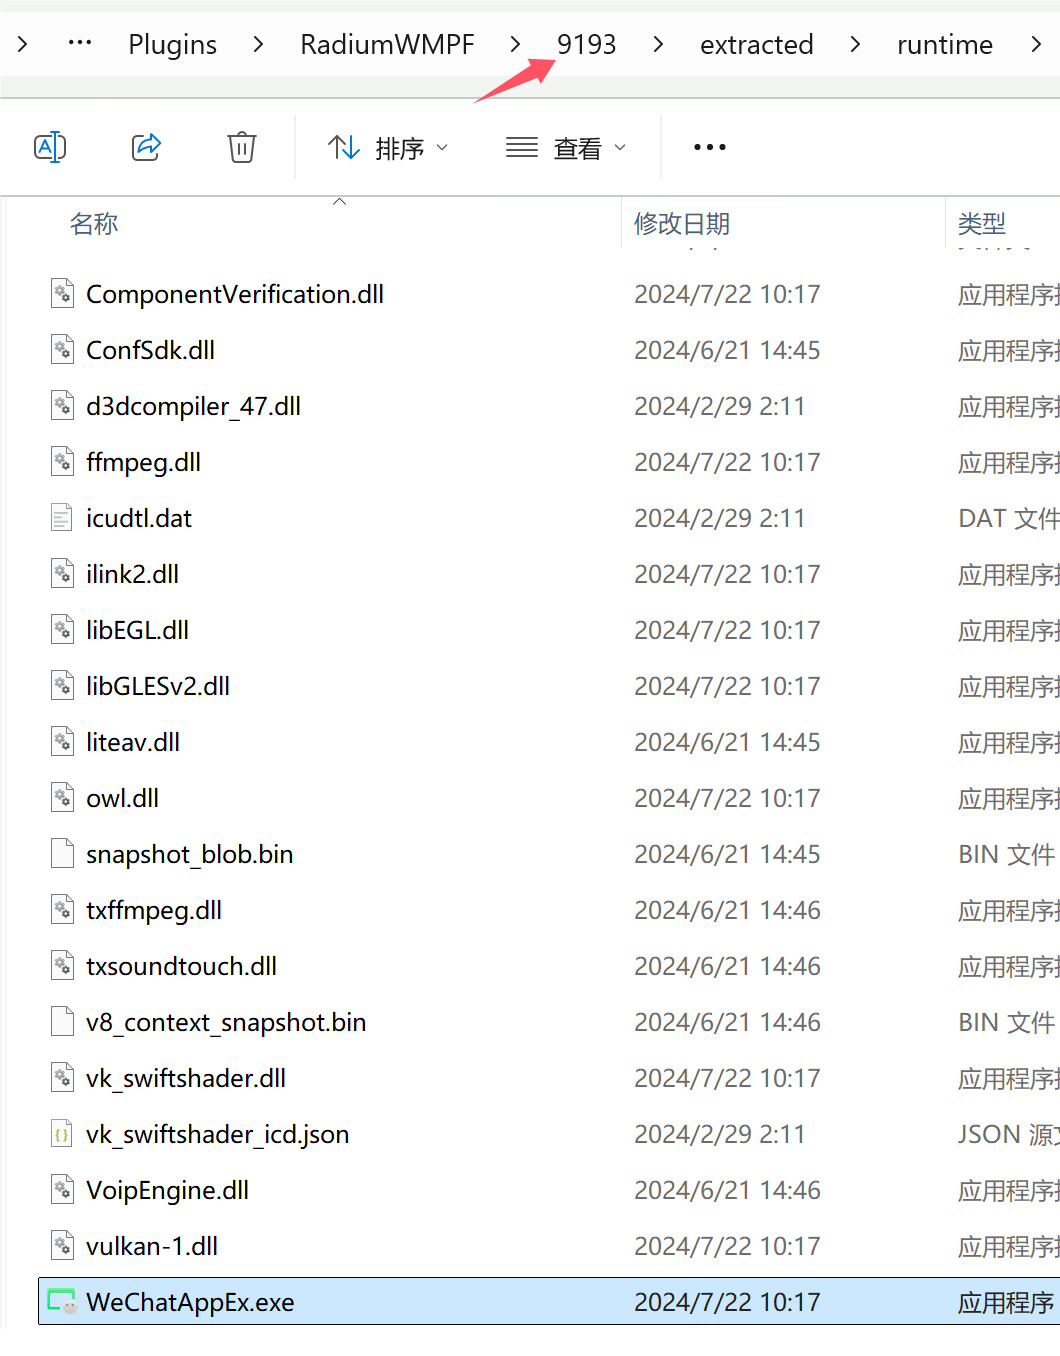 … Plugins > RadiumWMPF > 9193 > extracted > runtime >
排序 查看 …
名称 修改日期 类型
ComponentVerification.dll 2024/7/22 10:17 应用程序
ConfSdk.dll 2024/6/21 14:45 应用程序
d3dcompiler_47.dll 2024/2/29 2:11 应用程序
ffmpeg.dll 2024/7/22 10:17 应用程序
icudtl.dat 2024/2/29 2:11 DAT 文件
ilink2.dll 2024/7/22 10:17 应用程序
libEGL.dll 2024/7/22 10:17 应用程序
libGLESv2.dll 2024/7/22 10:17 应用程序
liteav.dll 2024/6/21 14:45 应用程序
owl.dll 2024/7/22 10:17 应用程序
snapshot_blob.bin 2024/6/21 14:45 BIN 文件
txffmpeg.dll 2024/6/21 14:46 应用程序
txsoundtouch.dll 2024/6/21 14:46 应用程序
v8_context_snapshot.bin 2024/6/21 14:46 BIN 文件
vk_swiftshader.dll 2024/7/22 10:17 应用程序
vk_swiftshader_icd.json 2024/2/29 2:11 JSON 源
VoipEngine.dll 2024/6/21 14:46 应用程序
vulkan-1.dll 2024/7/22 10:17 应用程序
WeChatAppEx.exe 2024/7/22 10:17 应用程序